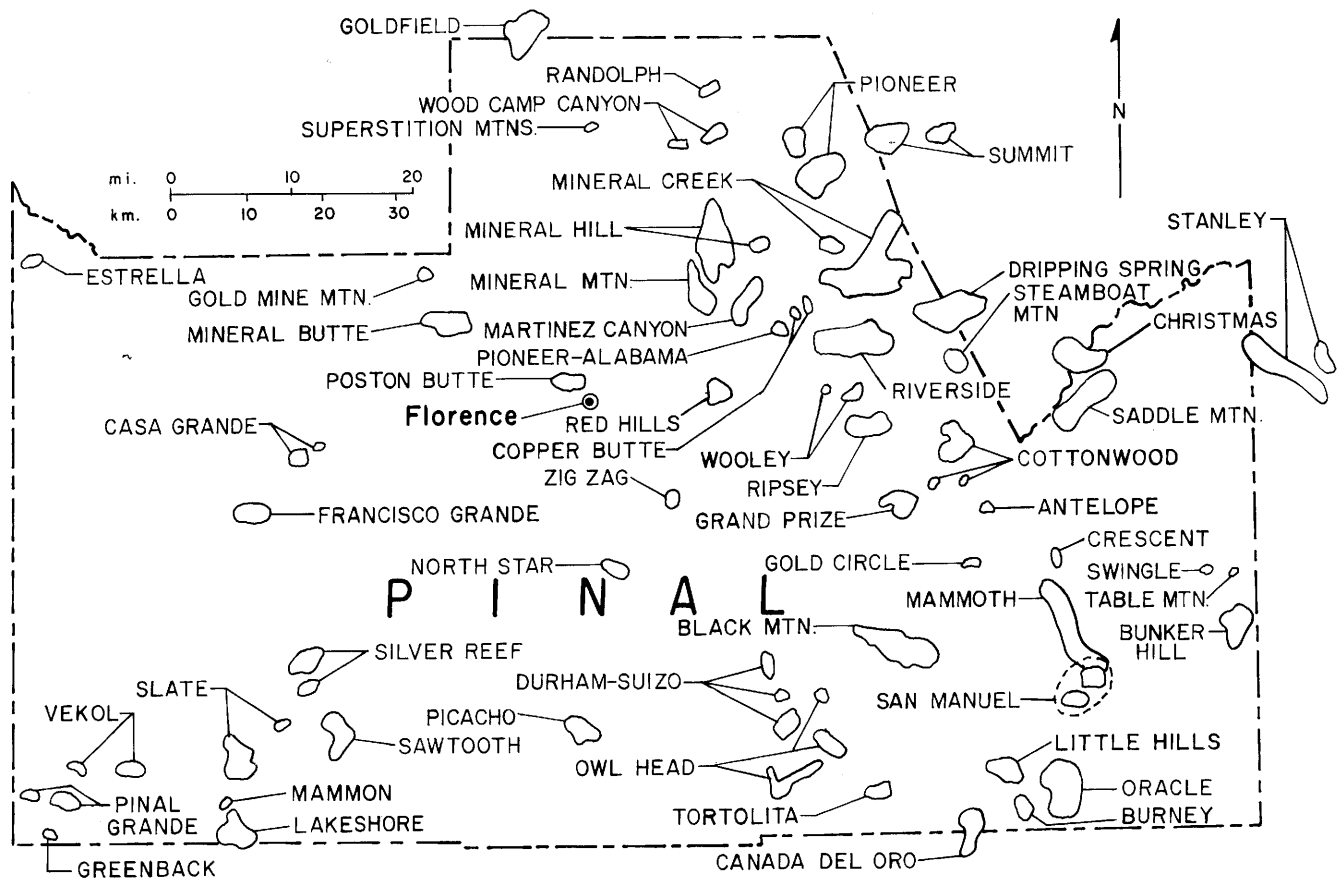 GOLDFIELD
RANDOLPH
PIONEER
WOOD CAMP CANYON
SUPERSTITION MTNS.
N
SUMMIT
mi. 0 10 20
km. 0 10 20 30
MINERAL CREEK
STANLEY
MINERAL HILL
ESTRELLA
MINERAL MTN.
DRIPPING SPRING
GOLD MINE MTN.
STEAMBOAT
MTN
MINERAL BUTTE
MARTINEZ CANYON
CHRISTMAS
PIONEER-ALABAMA
POSTON BUTTE
RIVERSIDE
Florence
RED HILLS
SADDLE MTN.
CASA GRANDE
COPPER BUTTE
WOOLEY
COTTONWOOD
ZIG ZAG
RIPSEY
FRANCISCO GRANDE
GRAND PRIZE
ANTELOPE
CRESCENT
NORTH STAR
GOLD CIRCLE
SWINGLE
PINAL
MAMMOTH
TABLE MTN.
BLACK MTN.
BUNKER
HILL
SILVER REEF
DURHAM-SUIZO
SLATE
SAN MANUEL
VEKOL
PICACHO
SAWTOOTH
LITTLE HILLS
OWL HEAD
MAMMON
ORACLE
PINAL
GRANDE
TORTOLITA
BURNEY
LAKESHORE
CANADA DEL ORO
GREENBACK